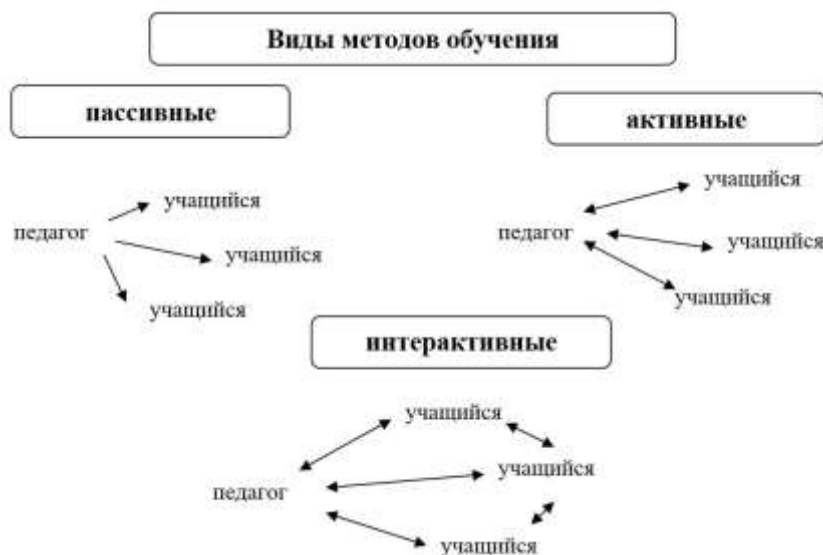 Виды методов обучения
пассивные
активные
учащийся
педагог
учащийся
учащийся
учащийся
педагог
учащийся
учащийся
интерактивные
учащийся
учащийся
педагог
учащийся